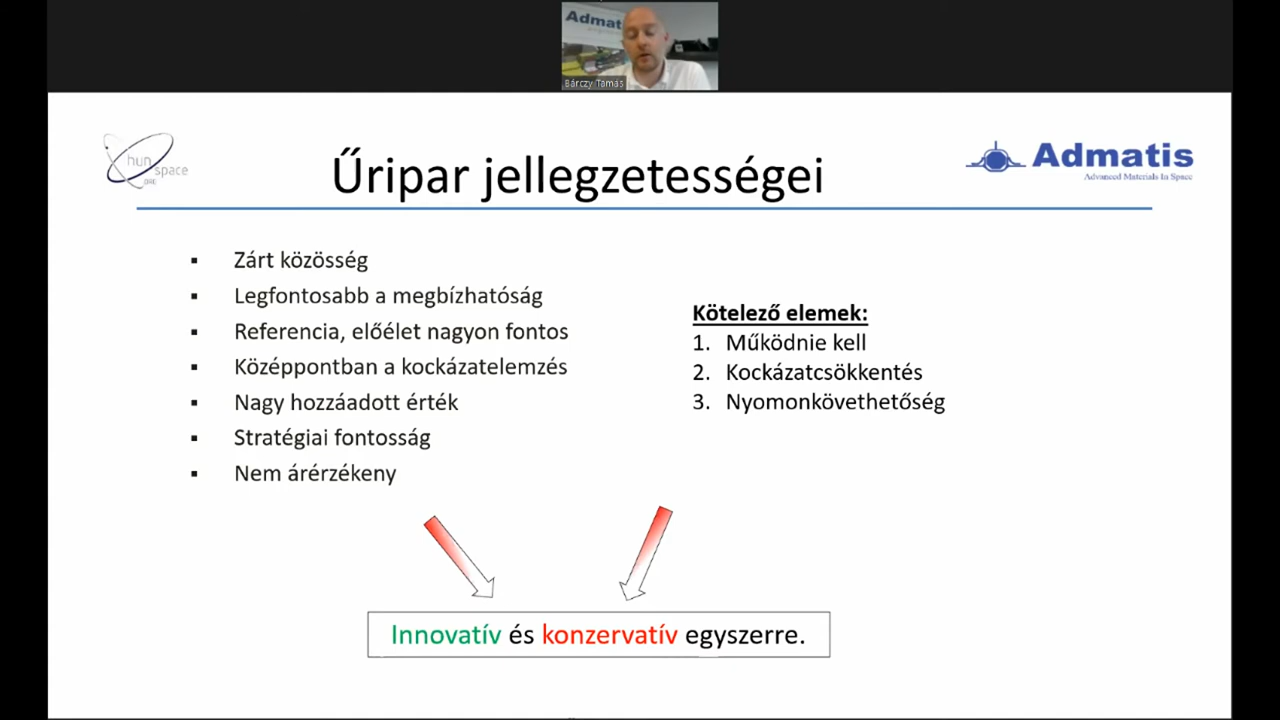 Admat
Bárczy Tamás
hun
space
.ORG
Űripar jellegzetességei
Admatis
Advanced Materials In Space
▪ Zárt közösség
▪ Legfontosabb a megbízhatóság
▪ Referencia, előélet nagyon fontos
▪ Középpontban a kockázatelemzés
▪ Nagy hozzáadott érték
▪ Stratégiai fontosság
▪ Nem árérzékeny
Kötelező elemek:
1. Működnie kell
2. Kockázatcsökkentés
3. Nyomonkövethetőség
Innovatív és konzervatív egyszerre.